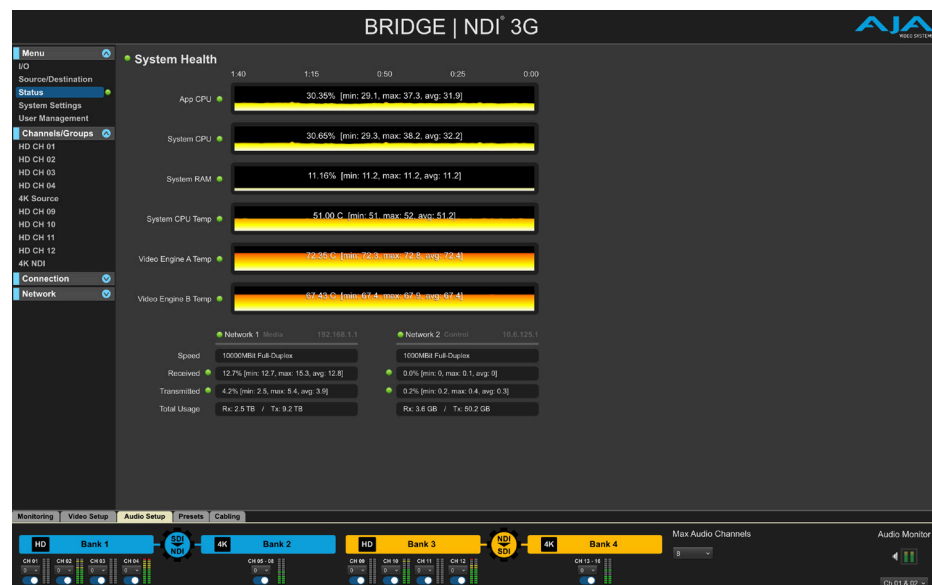 BRIDGE | NDI® 3G
AJA
VIDEO SYSTEMS
Menu
I/O
Source/Destination
Status
System Settings
User Management
Channels/Groups
HD CH 01
HD CH 02
HD CH 03
HD CH 04
4K Source
HD CH 09
HD CH 10
HD CH 11
HD CH 12
4K NDI
Connection
Network
System Health
1:40 1:15 0:50 0:25 0:00
App CPU 30.35% [min: 29.1, max: 37.3, avg: 31.9]
System CPU 30.65% [min: 29.3, max: 38.2, avg: 32.2]
System RAM 11.16% [min: 11.2, max: 11.2, avg: 11.2]
System CPU Temp 51.00 C [min: 51, max: 52, avg: 51.2]
Video Engine A Temp 72.35 C [min: 72.3, max: 72.8, avg: 72.4]
Video Engine B Temp 67.43 C [min: 67.4, max: 67.9, avg: 67.4]
Network 1 Media 192.168.1.1 Network 2 Control 10.6.125.1
Speed 10000MBit Full-Duplex 1000MBit Full-Duplex
Received 12.7% [min: 12.7, max: 15.3, avg: 12.8] 0.0% [min: 0, max: 0.1, avg: 0]
Transmitted 4.2% [min: 2.5, max: 5.4, avg: 3.9] 0.2% [min: 0.2, max: 0.4, avg: 0.3]
Total Usage Rx: 2.5 TB / Tx: 9.2 TB Rx: 3.6 GB / Tx: 50.2 GB
Monitoring Video Setup Audio Setup Presets Cabling
HD Bank 1 SDI NDI 4K Bank 2 HD Bank 3 NDI SDI 4K Bank 4 Max Audio Channels Audio Monitor
CH 01 CH 02 CH 03 CH 04 CH 05 - 08 CH 09 CH 10 CH 11 CH 12 CH 13 - 16 8
Ch 01 A 02